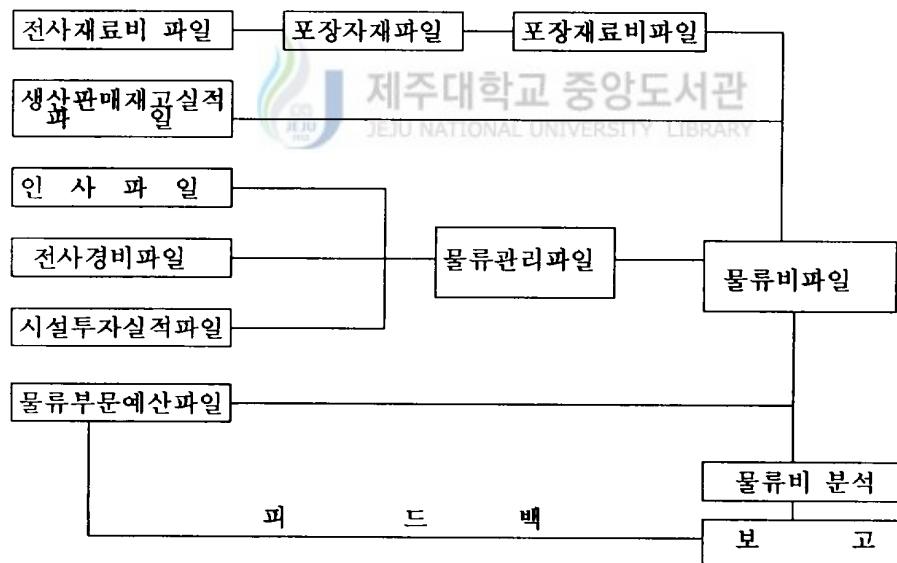 전사재료비 파일
포장자재파일
포장재료비파일
제주대학교 중앙도서관
JEJU NATIONAL UNIVERSITY LIBRARY
JEJU
생산판매재고실적
파 일
인 사 파 일
전사경비파일
물류관리파일
물류비파일
시설투자실적파일
물류부문예산파일
물류비 분석
피 드 백
보 고